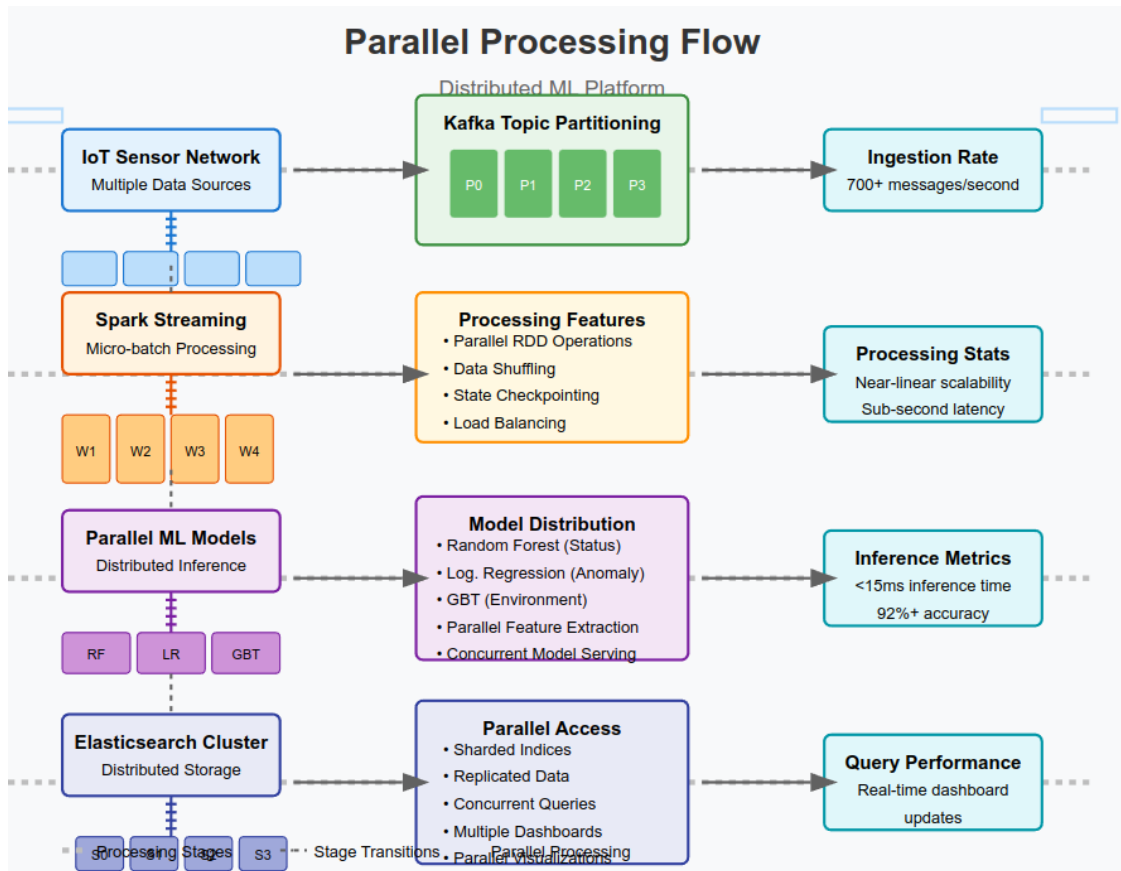 Parallel Processing Flow
Distributed ML Platform
IoT Sensor Network
Multiple Data Sources
Kafka Topic Partitioning
P0
P1
P2
P3
Ingestion Rate
700+ messages/second
Spark Streaming
Micro-batch Processing
W1
W2
W3
W4
Processing Features
• Parallel RDD Operations
• Data Shuffling
• State Checkpointing
• Load Balancing
Processing Stats
Near-linear scalability
Sub-second latency
Parallel ML Models
Distributed Inference
RF
LR
GBT
Model Distribution
• Random Forest (Status)
• Log. Regression (Anomaly)
• GBT (Environment)
• Parallel Feature Extraction
• Concurrent Model Serving
Inference Metrics
<15ms inference time
92%+ accuracy
Elasticsearch Cluster
Distributed Storage
S0
S1
S2
S3
Parallel Access
• Sharded Indices
• Replicated Data
• Concurrent Queries
• Multiple Dashboards
• Parallel Visualizations
Query Performance
Real-time dashboard
updates
Processing Stages
Stage Transitions
Parallel Processing